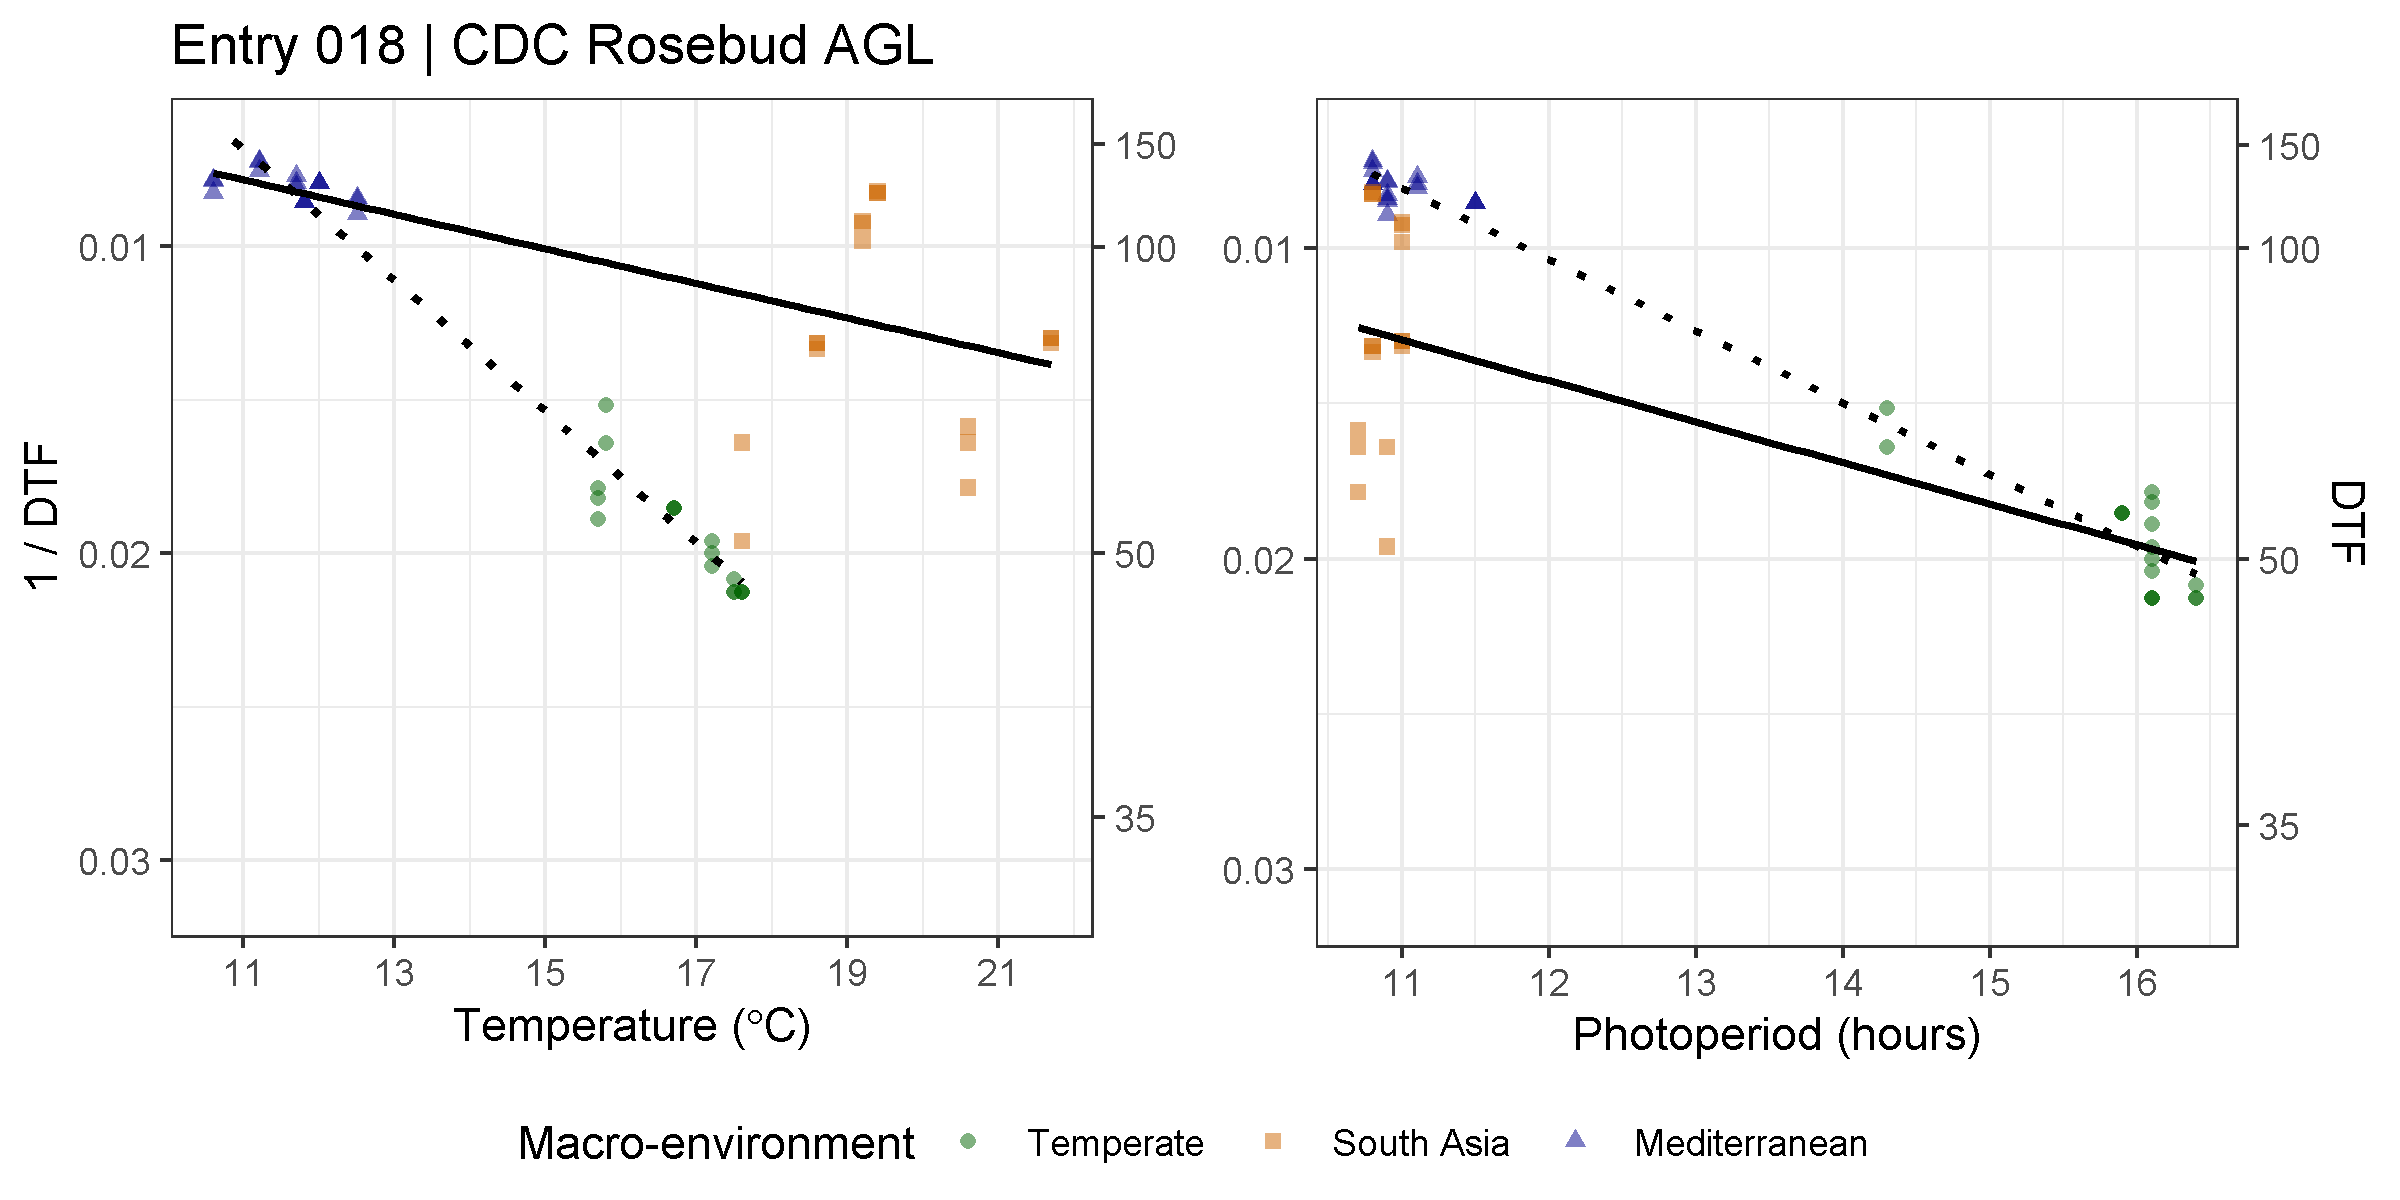 Entry 018 | CDC Rosebud AGL
1 / DTF
0.01
0.02
0.03
150
100
50
35
11 13 15 17 19 21
Temperature (°C)
0.01
0.02
0.03
150
100
50
35
DTF
11 12 13 14 15 16
Photoperiod (hours)
Macro-environment Temperate South Asia Mediterranean